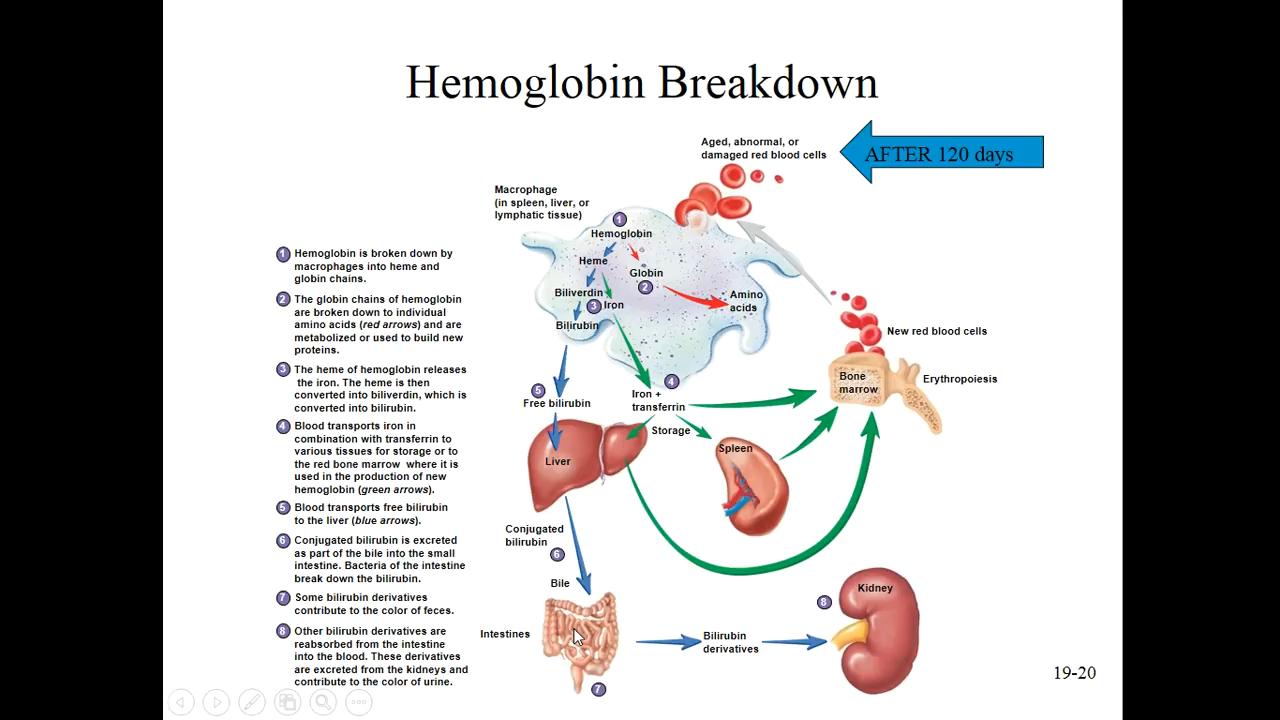 Hemoglobin Breakdown
Aged, abnormal, or
damaged red blood cells
AFTER 120 days
Macrophage
(in spleen, liver, or
lymphatic tissue)
1
Hemoglobin
Heme
Globin
2
Biliverdin
3
Iron
Amino
acids
Bilirubin
New red blood cells
Bone
marrow
Erythropoiesis
4
5
Free bilirubin
Iron +
transferrin
Storage
Liver
Spleen
Conjugated
bilirubin
6
Bile
Intestines
7
Bilirubin
derivatives
8
Kidney
1 Hemoglobin is broken down by
macrophages into heme and
globin chains.
2 The globin chains of hemoglobin
are broken down to individual
amino acids (red arrows) and are
metabolized or used to build new
proteins.
3 The heme of hemoglobin releases
the iron. The heme is then
converted into biliverdin, which is
converted into bilirubin.
4 Blood transports iron in
combination with transferrin to
various tissues for storage or to
the red bone marrow where it is
used in the production of new
hemoglobin (green arrows).
5 Blood transports free bilirubin
to the liver (blue arrows).
6 Conjugated bilirubin is excreted
as part of the bile into the small
intestine. Bacteria of the intestine
break down the bilirubin.
7 Some bilirubin derivatives
contribute to the color of feces.
8 Other bilirubin derivatives are
reabsorbed from the intestine
into the blood. These derivatives
are excreted from the kidneys and
contribute to the color of urine.
19-20